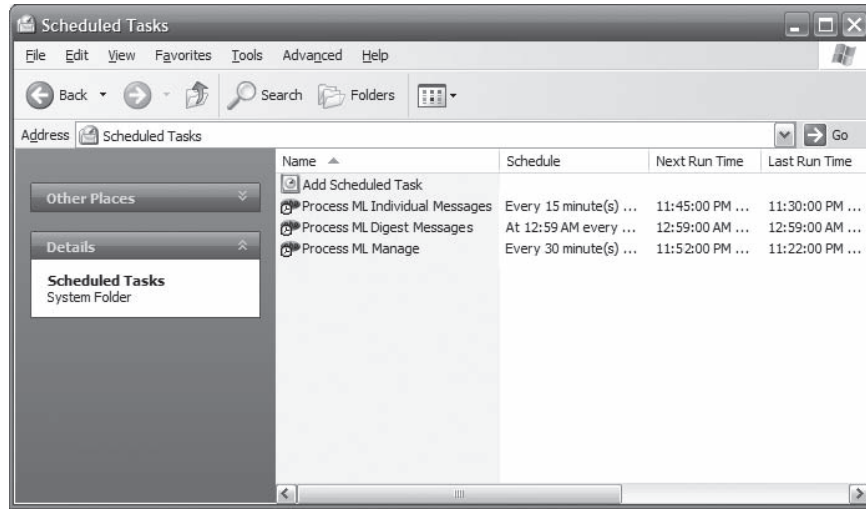 Scheduled Tasks
File Edit View Favorites Tools Advanced Help
Back Search Folders
Address Scheduled Tasks Go
Other Places
Details
Scheduled Tasks
System Folder
Name Schedule Next Run Time Last Run Time
Add Scheduled Task
Process ML Individual Messages Every 15 minute(s) ... 11:45:00 PM ... 11:30:00 PM ...
Process ML Digest Messages At 12:59 AM every ... 12:59:00 AM ... 12:59:00 AM ...
Process ML Manage Every 30 minute(s) ... 11:52:00 PM ... 11:22:00 PM ...